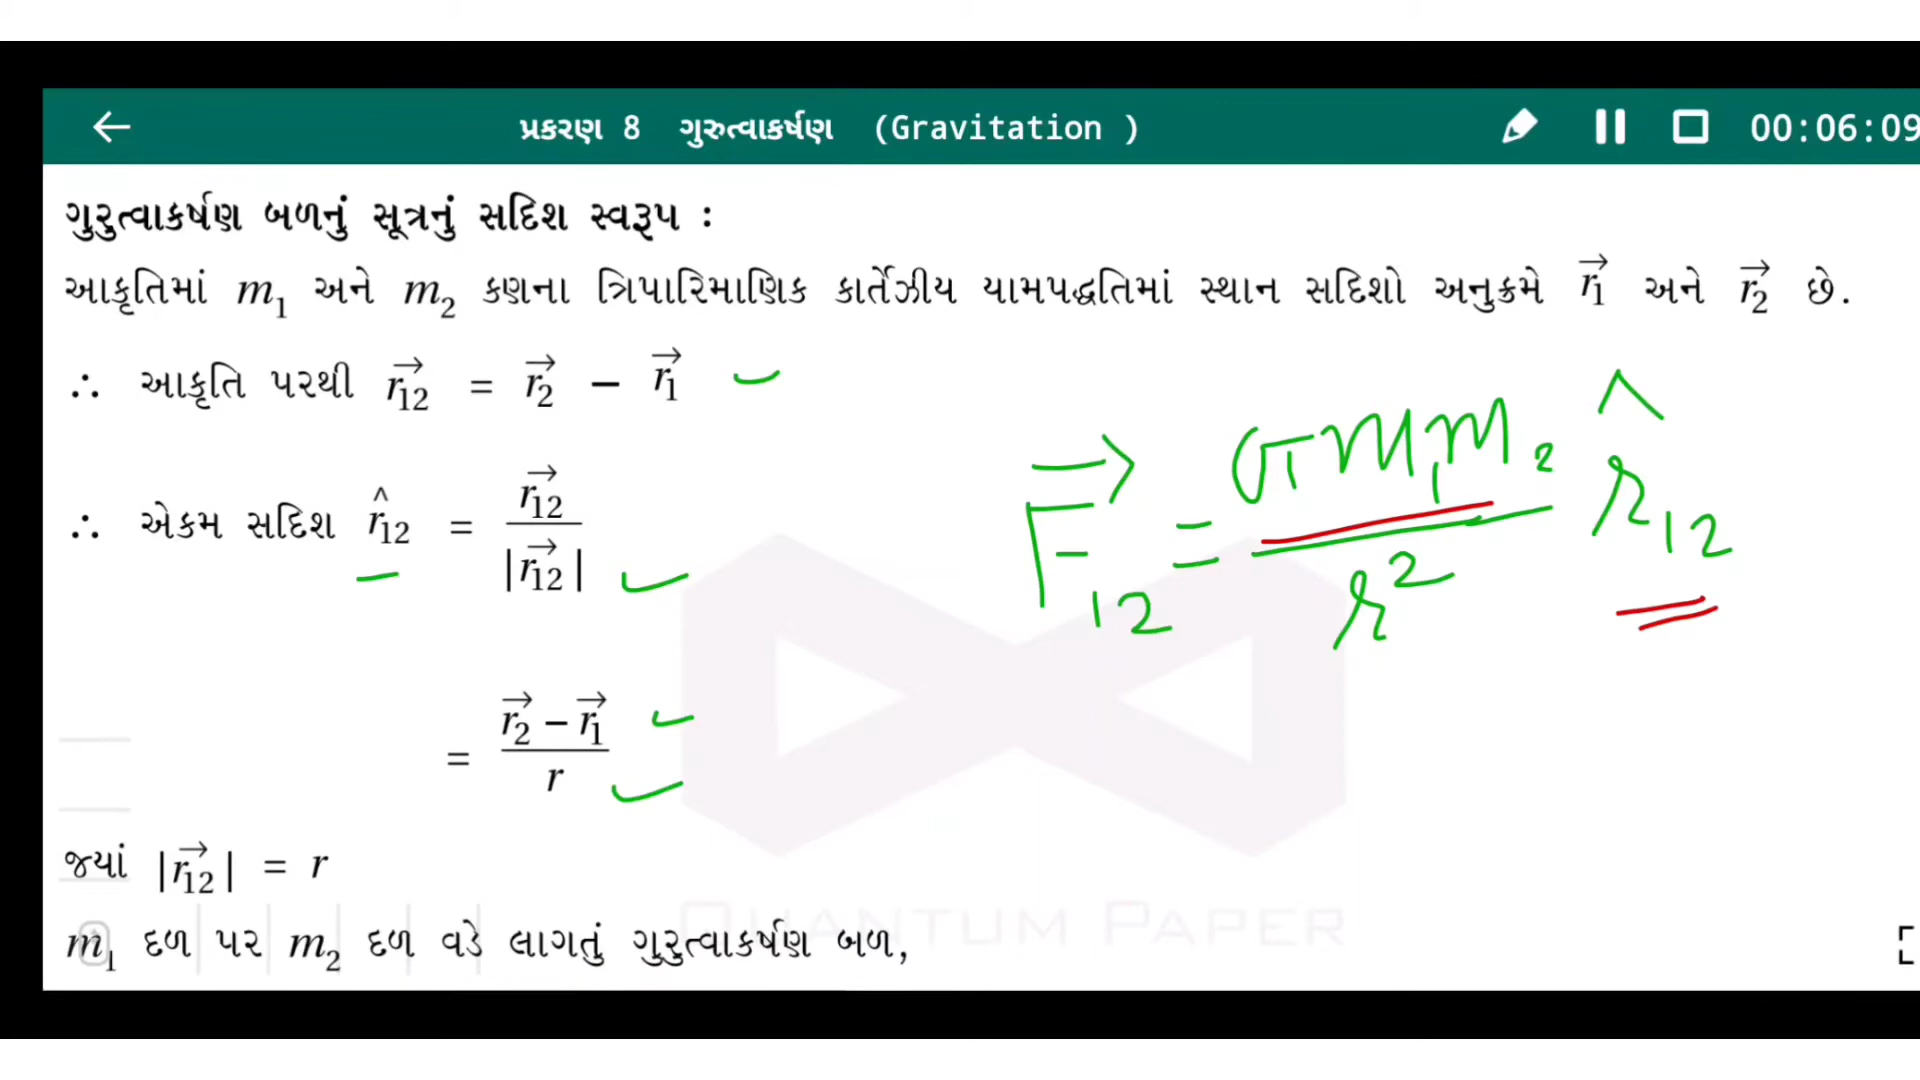 પ્રકરણ 8 ગુરુત્વાકર્ષણ (Gravitation )
00:06:09
ગુરુત્વાકર્ષણ બળનું સૂત્રનું સદિશ સ્વરૂપ :
આકૃતિમાં m₁ અને m₂ કણના ત્રિપારિમાણિક કાર્તેઝીય યામપદ્ધતિમાં સ્થાન સદિશો અનુક્રમે r⃗₁ અને r⃗₂ છે.
∴ આકૃતિ પરથી r⃗₁₂ = r⃗₂ − r⃗₁
∴ એકમ સદિશ r̂₁₂ = r⃗₁₂ / |r⃗₁₂|
F⃗₁₂ = Gm₁m₂ / r² r̂₁₂
= r⃗₂ − r⃗₁ / r
જ્યાં |r⃗₁₂| = r
QUANTUM PAPER
m₁ દળ પર m₂ દળ વડે લાગતું ગુરુત્વાકર્ષણ બળ,